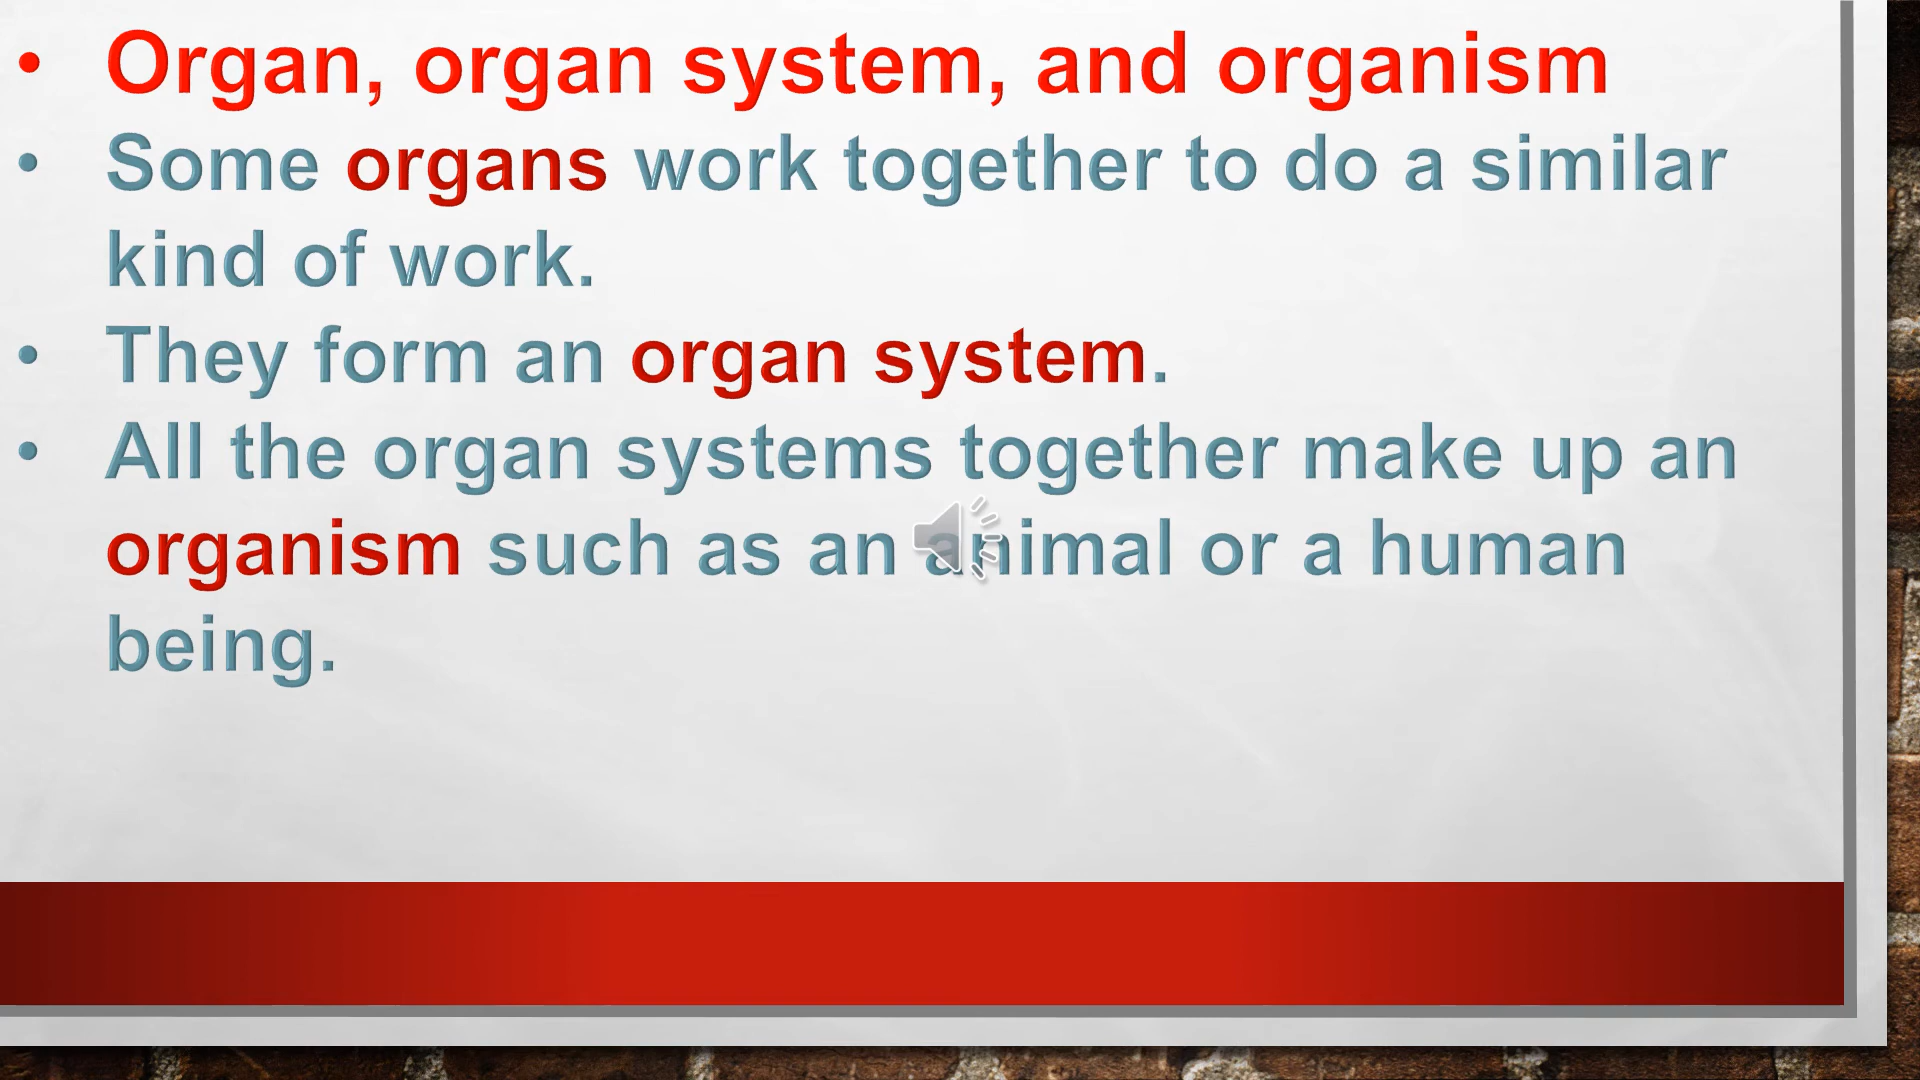 • Organ, organ system, and organism
• Some organs work together to do a similar
kind of work.
• They form an organ system.
• All the organ systems together make up an
organism such as an animal or a human
being.